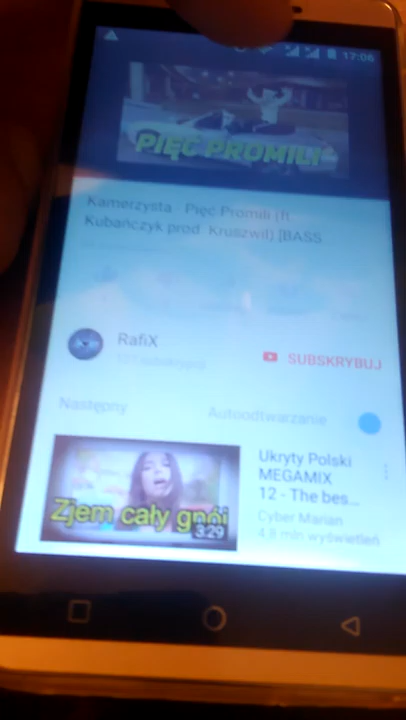 17:06
PIĘĆ PROMILI
Kamerzysta - Pięć Promili (ft.
Kubańczyk prod. Kruszwil) [BASS
RafiX
SUBSKRYBUJ
Następny
Autoodtwarzanie
Zjem cały gnój
3:29
Ukryty Polski
MEGAMIX
12 - The bes...
Cyber Marian
4,8 mln wyświetleń